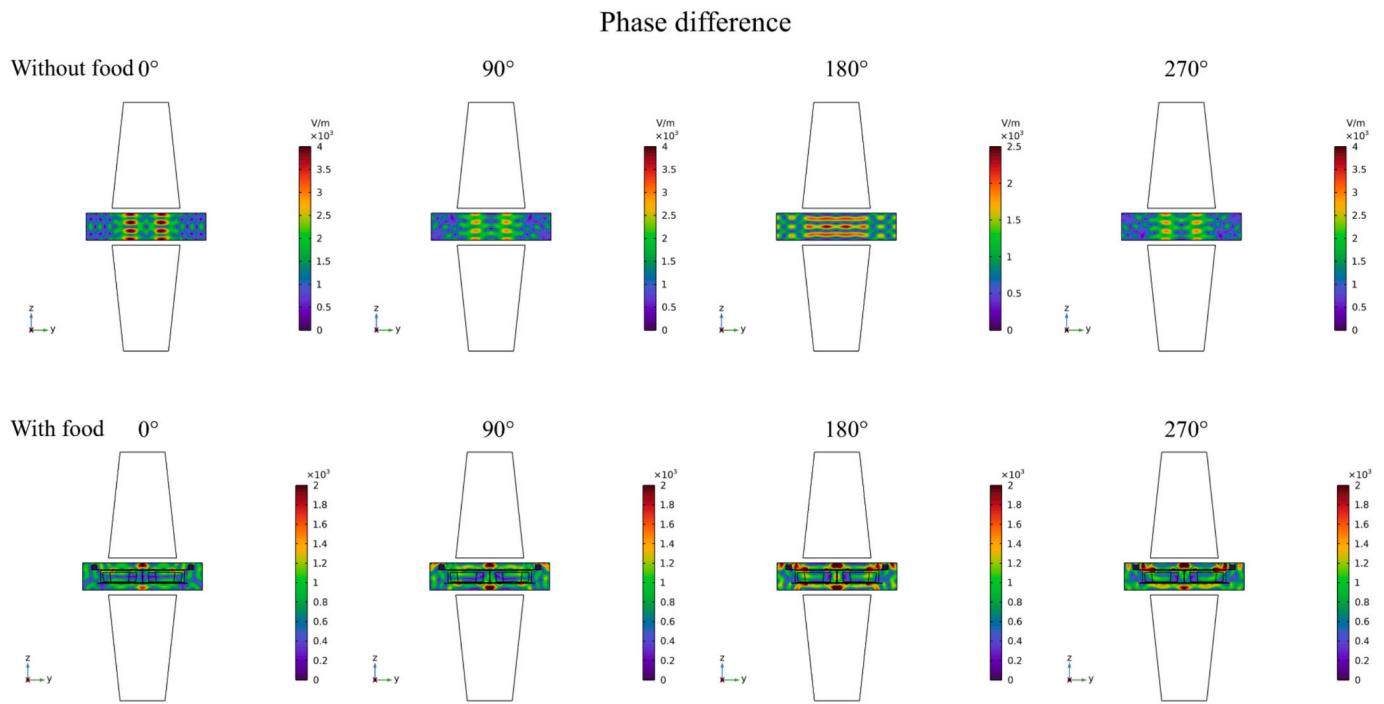 Phase difference
Without food 0° 90° 180° 270°
V/m V/m V/m V/m
×10³ ×10³ ×10³ ×10³
4 4 2.5 4
3.5 3.5 2 3.5
3 3 1.5 3
2.5 2.5 1 2.5
2 2 0.5 2
1.5 1.5 0 1.5
1 1 1
0.5 0.5 0.5
0 0 0
z z z z
y y y y
x x x x
With food 0° 90° 180° 270°
×10³ ×10³ ×10³ ×10³
2 2 2 2
1.8 1.8 1.8 1.8
1.6 1.6 1.6 1.6
1.4 1.4 1.4 1.4
1.2 1.2 1.2 1.2
1 1 1 1
0.8 0.8 0.8 0.8
0.6 0.6 0.6 0.6
0.4 0.4 0.4 0.4
0.2 0.2 0.2 0.2
0 0 0 0
z z z z
y y y y
x x x x